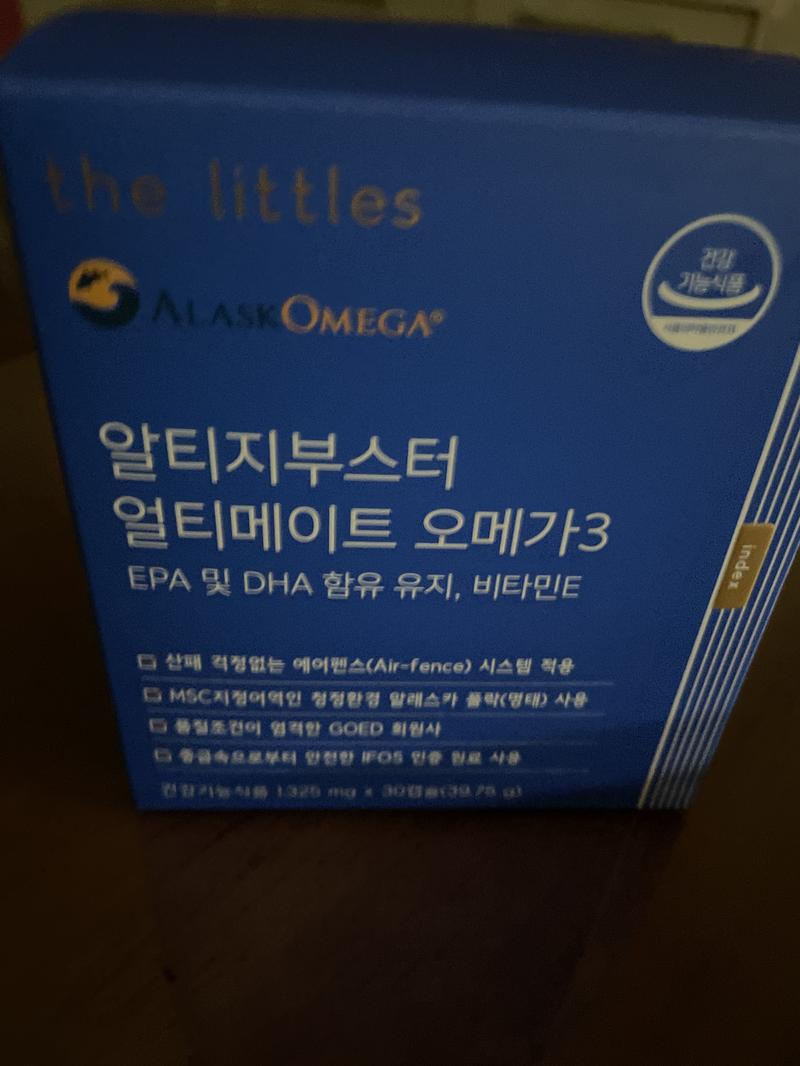 the littles
ALASKOMEGA®
건강
기능식품
알티지부스터
얼티메이트 오메가3
EPA 및 DHA 함유 유지, 비타민E
index
산패 걱정없는 에어펜스(Air-fence) 시스템 적용
MSC지정어역인 청정환경 알래스카 폴락(명태) 사용
품질조건이 엄격한 GOED 회원사
중금속으로부터 안전한 IFOS 인증 원료 사용
건강기능식품 1,325 mg x 30캡슐(39.75 g)